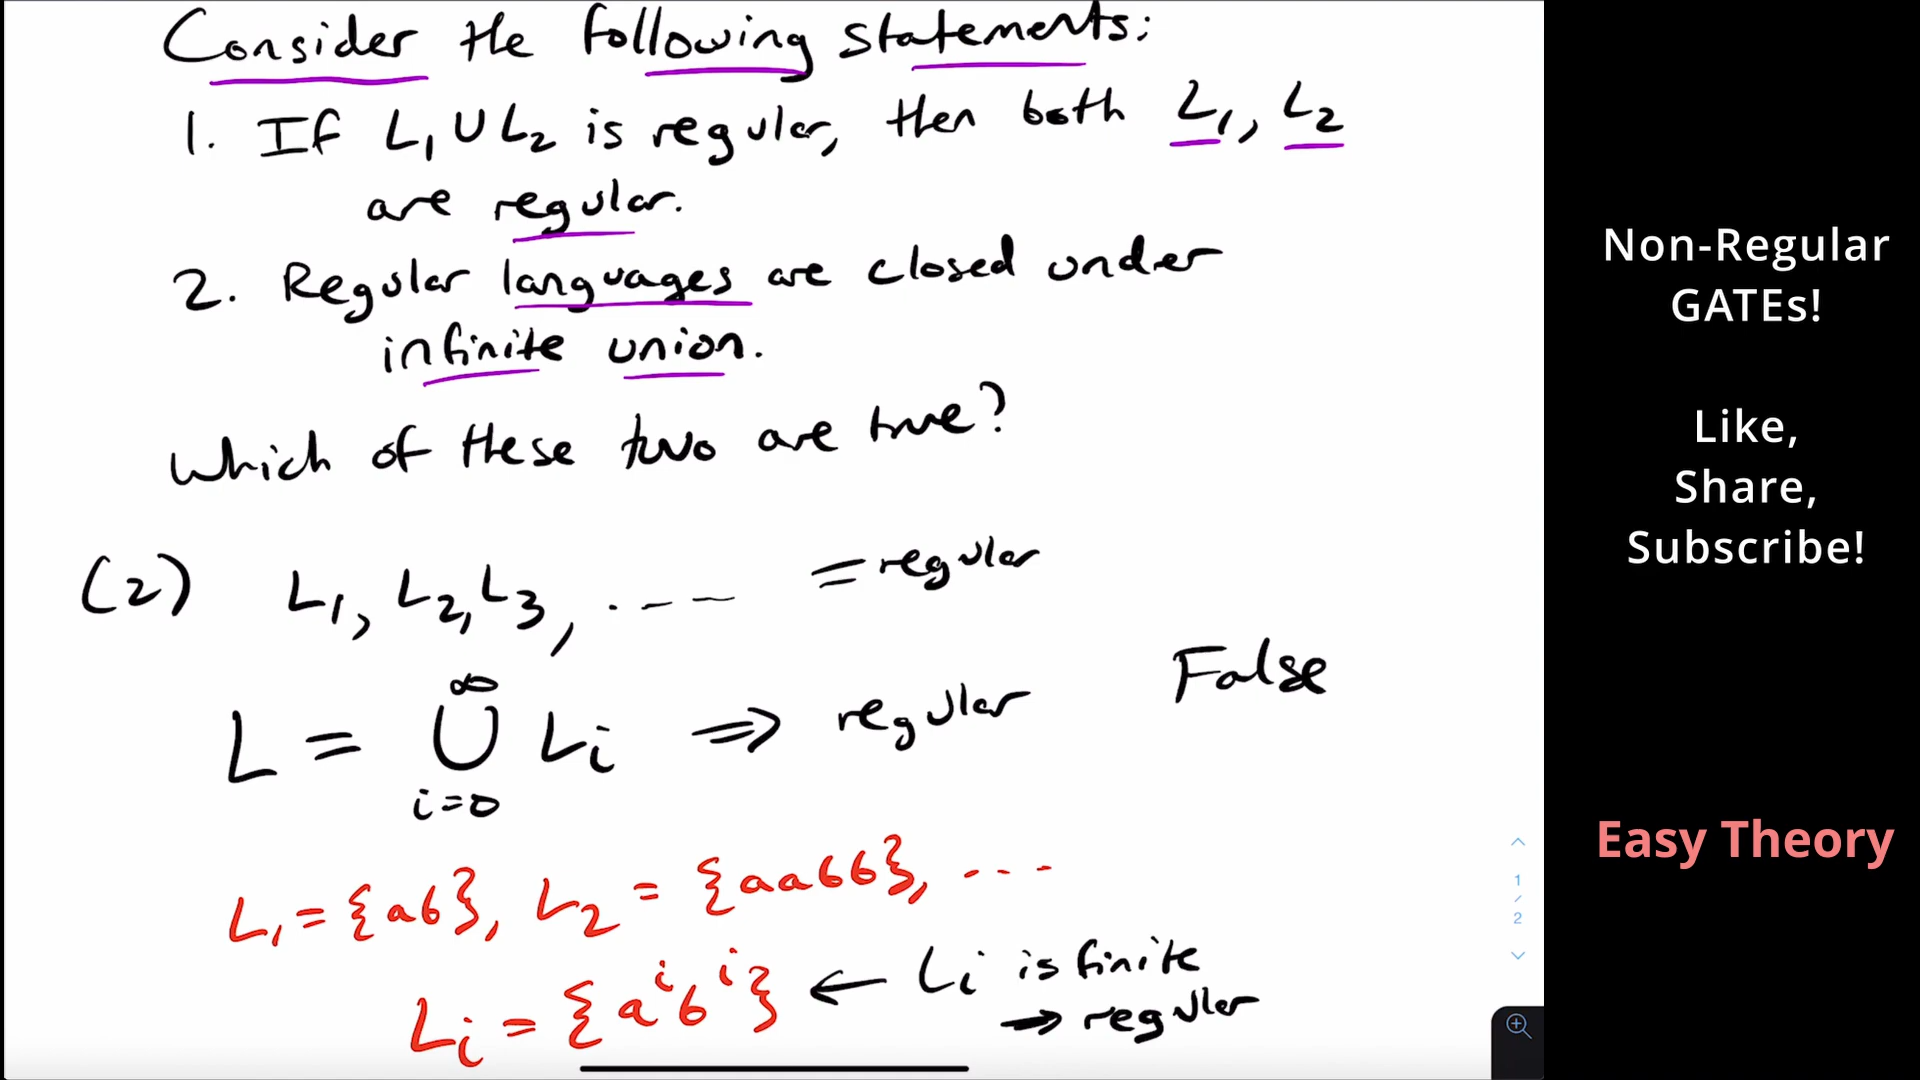 Consider the following statements:
1. If L₁ ∪ L₂ is regular, then both L₁, L₂
are regular.
2. Regular languages are closed under
infinite union.
Which of these two are true?
(2) L₁, L₂, L₃, ..... = regular
False
∞
L = ∪ Lᵢ ⇒ regular
i=0
L₁ = {ab}, L₂ = {aabb}, ...
Lᵢ = {aⁱbⁱ} ← Lᵢ is finite
→ regular
Non-Regular
GATEs!
Like,
Share,
Subscribe!
Easy Theory
1
/
2